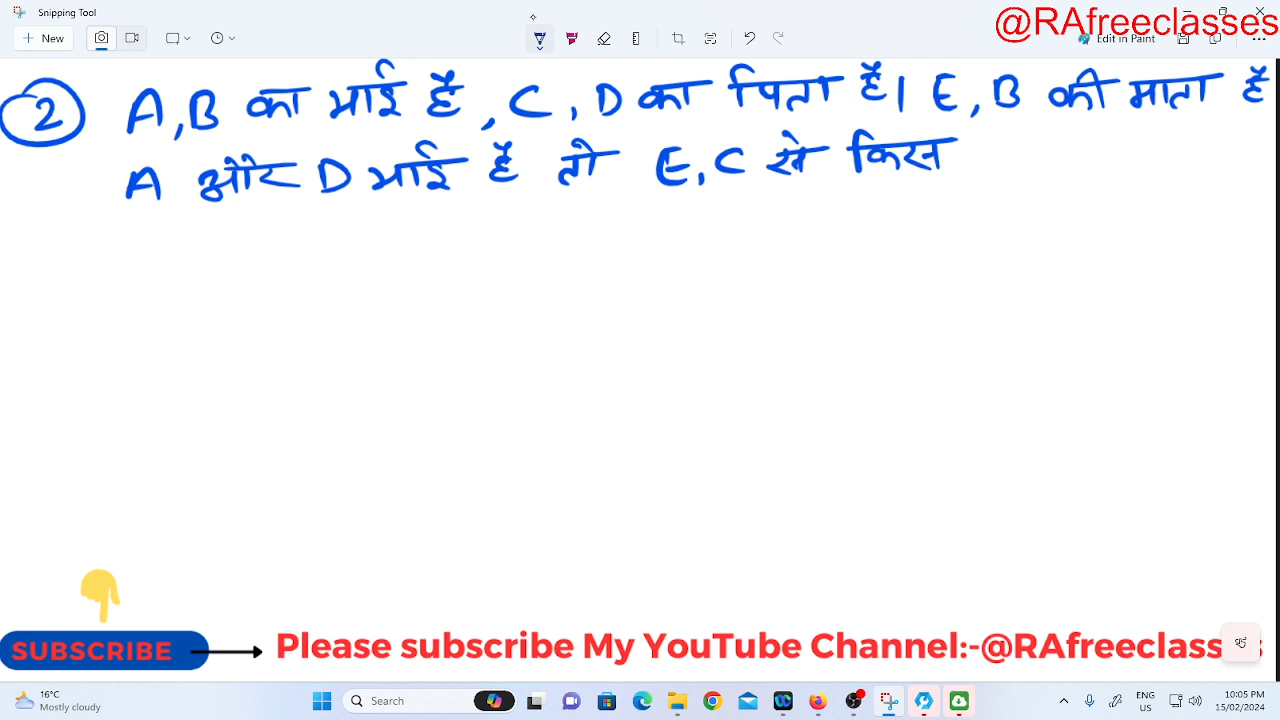 Snipping Tool
@RAfreeclasses
New
Edit in Paint
2 A, B का भाई है, C, D का पिता है। E, B की माता है
A और D भाई है तो E, C से किस
SUBSCRIBE
Please subscribe My YouTube Channel:-@RAfreeclasses
16°C
Mostly cloudy
Search
ENG
US
10:05 PM
15/02/2024